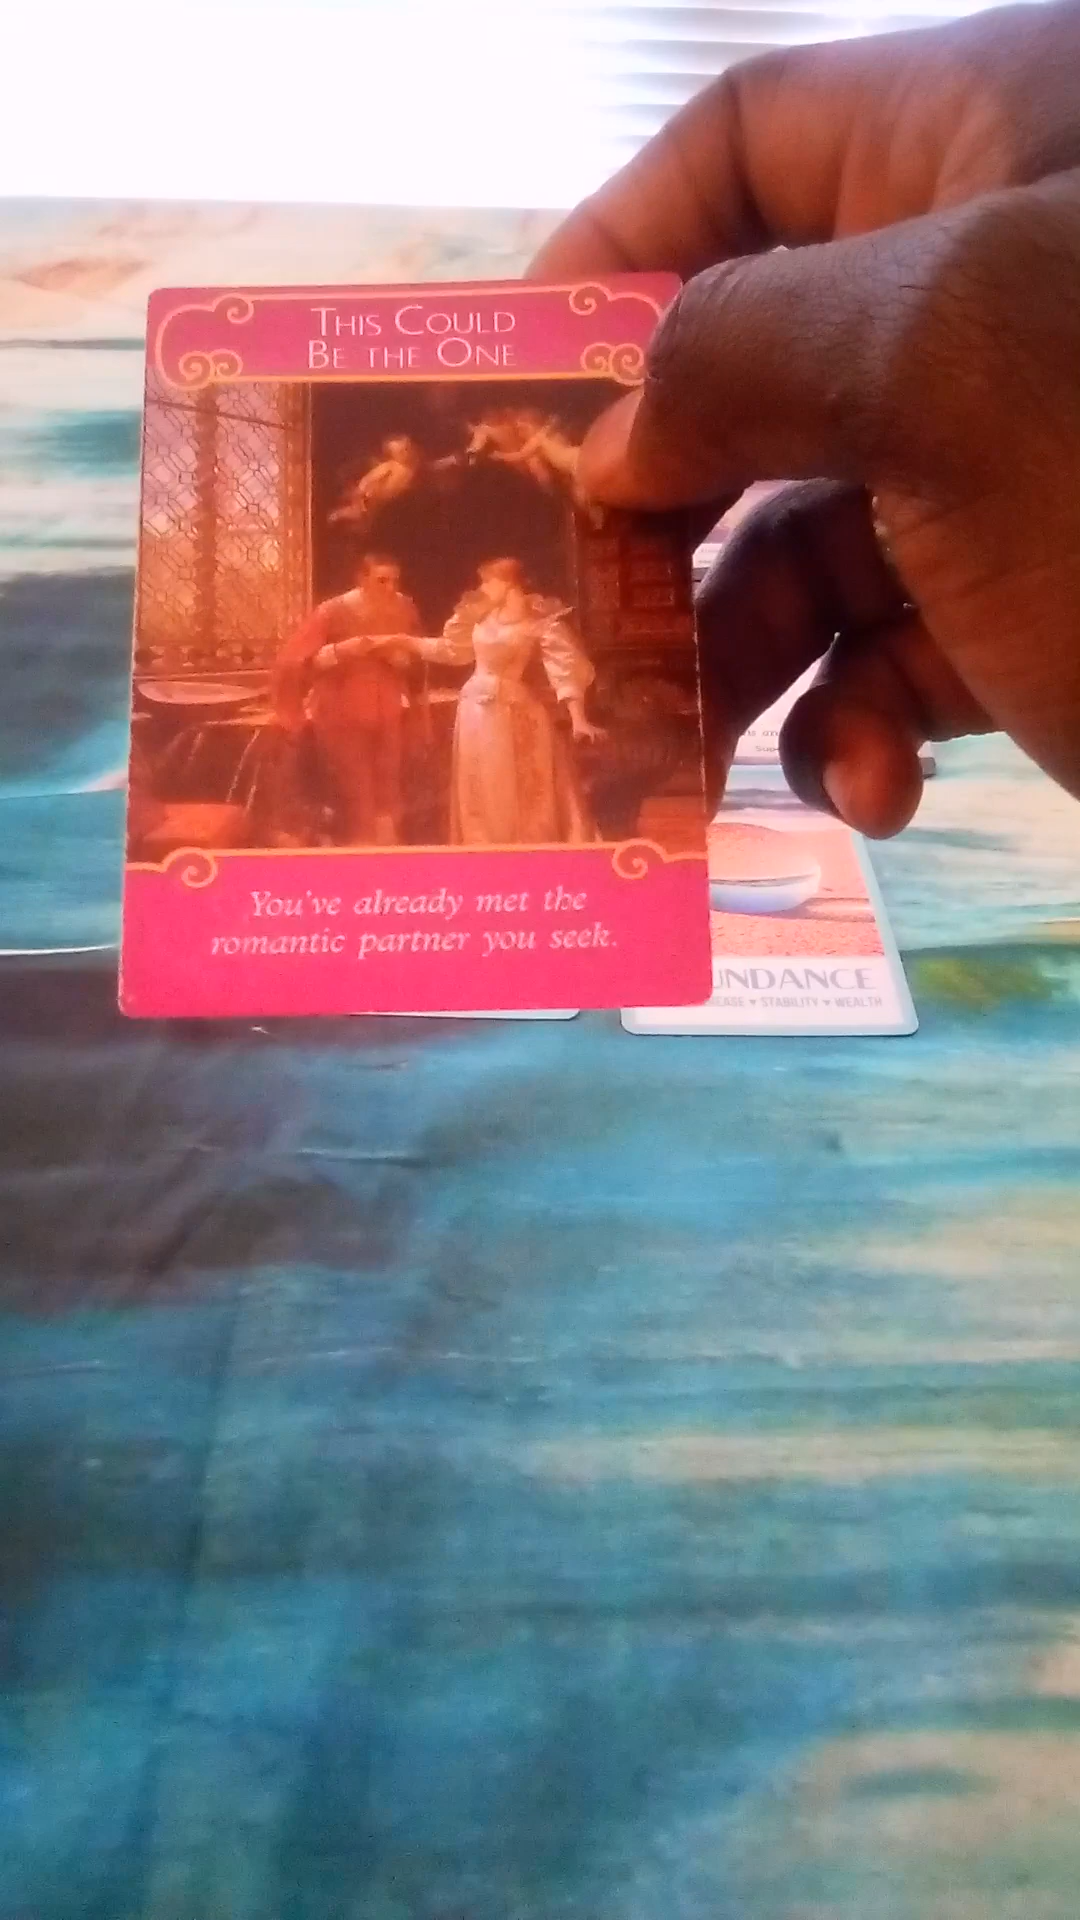 THIS COULD
BE THE ONE
You've already met the
romantic partner you seek.
UNDANCE
EASE ♥ STABILITY ♥ WEALTH